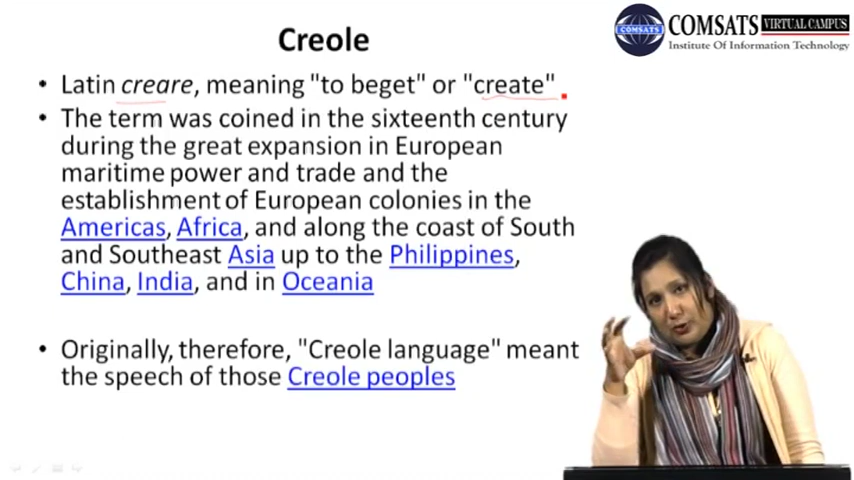 Creole
COMSATS VIRTUAL CAMPUS
Institute Of Information Technology
COMSATS
• Latin creare, meaning "to beget" or "create"
• The term was coined in the sixteenth century
during the great expansion in European
maritime power and trade and the
establishment of European colonies in the
Americas, Africa, and along the coast of South
and Southeast Asia up to the Philippines,
China, India, and in Oceania
• Originally, therefore, "Creole language" meant
the speech of those Creole peoples